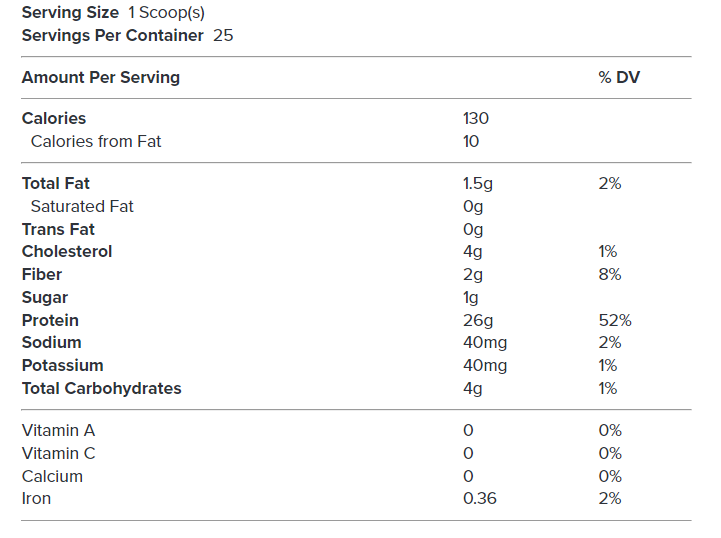 Serving Size 1 Scoop(s)
Servings Per Container 25
Amount Per Serving % DV
Calories 130
Calories from Fat 10
Total Fat 1.5g 2%
Saturated Fat 0g
Trans Fat 0g
Cholesterol 4g 1%
Fiber 2g 8%
Sugar 1g
Protein 26g 52%
Sodium 40mg 2%
Potassium 40mg 1%
Total Carbohydrates 4g 1%
Vitamin A 0 0%
Vitamin C 0 0%
Calcium 0 0%
Iron 0.36 2%